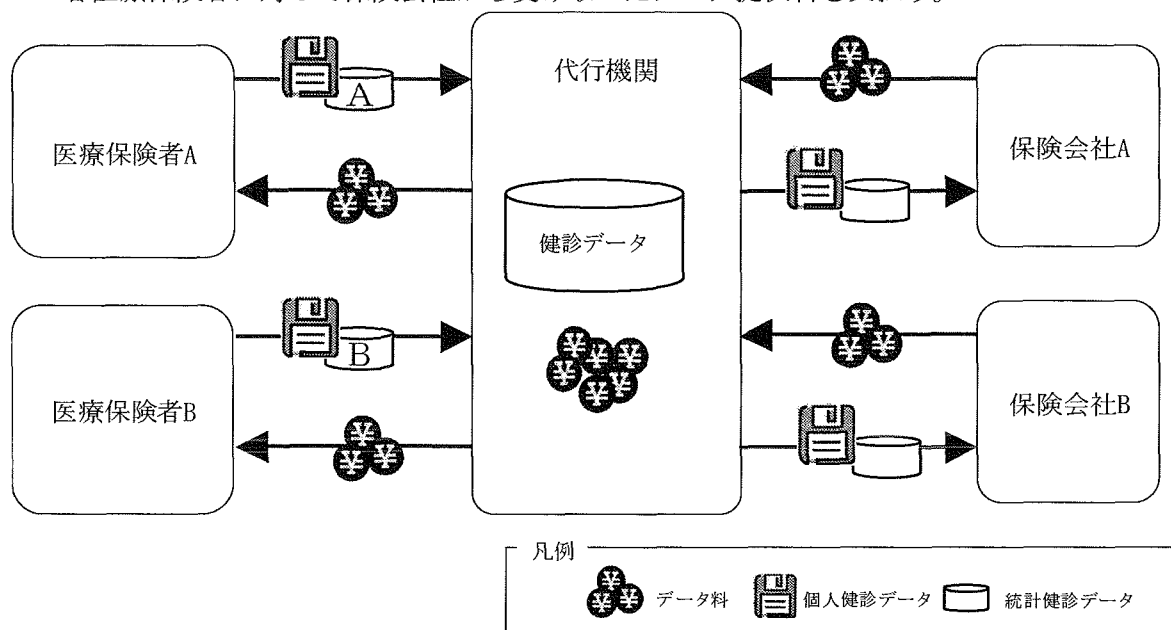 代行機関
A
医療保険者A
保険会社A
健診データ
B
医療保険者B
保険会社B
凡例
データ料
個人健診データ
統計健診データ